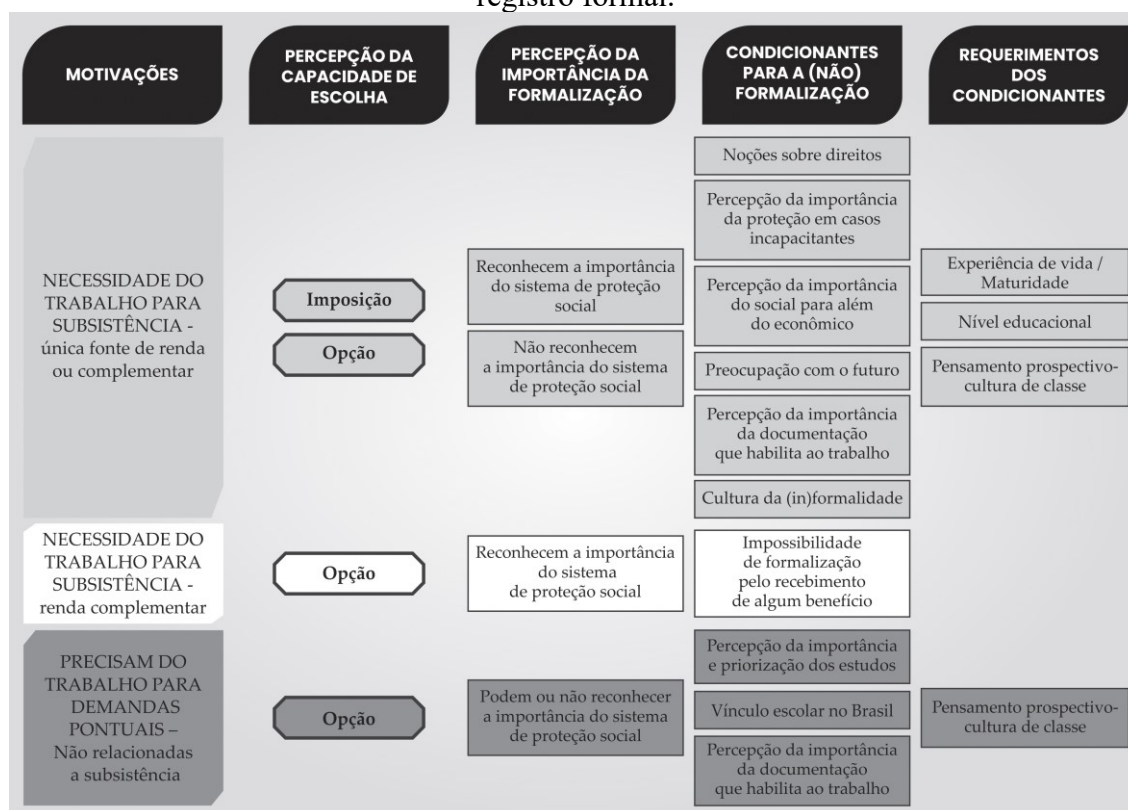 registro formal.
MOTIVAÇÕES
PERCEPÇÃO DA
CAPACIDADE DE
ESCOLHA
PERCEPÇÃO DA
IMPORTÂNCIA DA
FORMALIZAÇÃO
CONDICIONANTES
PARA A (NÃO)
FORMALIZAÇÃO
REQUERIMENTOS
DOS
CONDICIONANTES
NECESSIDADE DO
TRABALHO PARA
SUBSISTÊNCIA -
única fonte de renda
ou complementar
Imposição
Opção
Reconhecem a importância
do sistema de proteção
social
Não reconhecem
a importância do sistema
de proteção social
Noções sobre direitos
Percepção da importância
da proteção em casos
incapacitantes
Percepção da importância
do social para além
do econômico
Preocupação com o futuro
Percepção da importância
da documentação
que habilita ao trabalho
Cultura da (in)formalidade
Experiência de vida /
Maturidade
Nível educacional
Pensamento prospectivo-
cultura de classe
NECESSIDADE DO
TRABALHO PARA
SUBSISTÊNCIA -
renda complementar
Opção
Reconhecem a importância
do sistema
de proteção social
Impossibilidade
de formalização
pelo recebimento
de algum benefício
PRECISAM DO
TRABALHO PARA
DEMANDAS
PONTUAIS –
Não relacionadas
a subsistência
Opção
Podem ou não reconhecer
a importância do sistema
de proteção social
Percepção da importância
e priorização dos estudos
Vínculo escolar no Brasil
Percepção da importância
da documentação
que habilita ao trabalho
Pensamento prospectivo-
cultura de classe